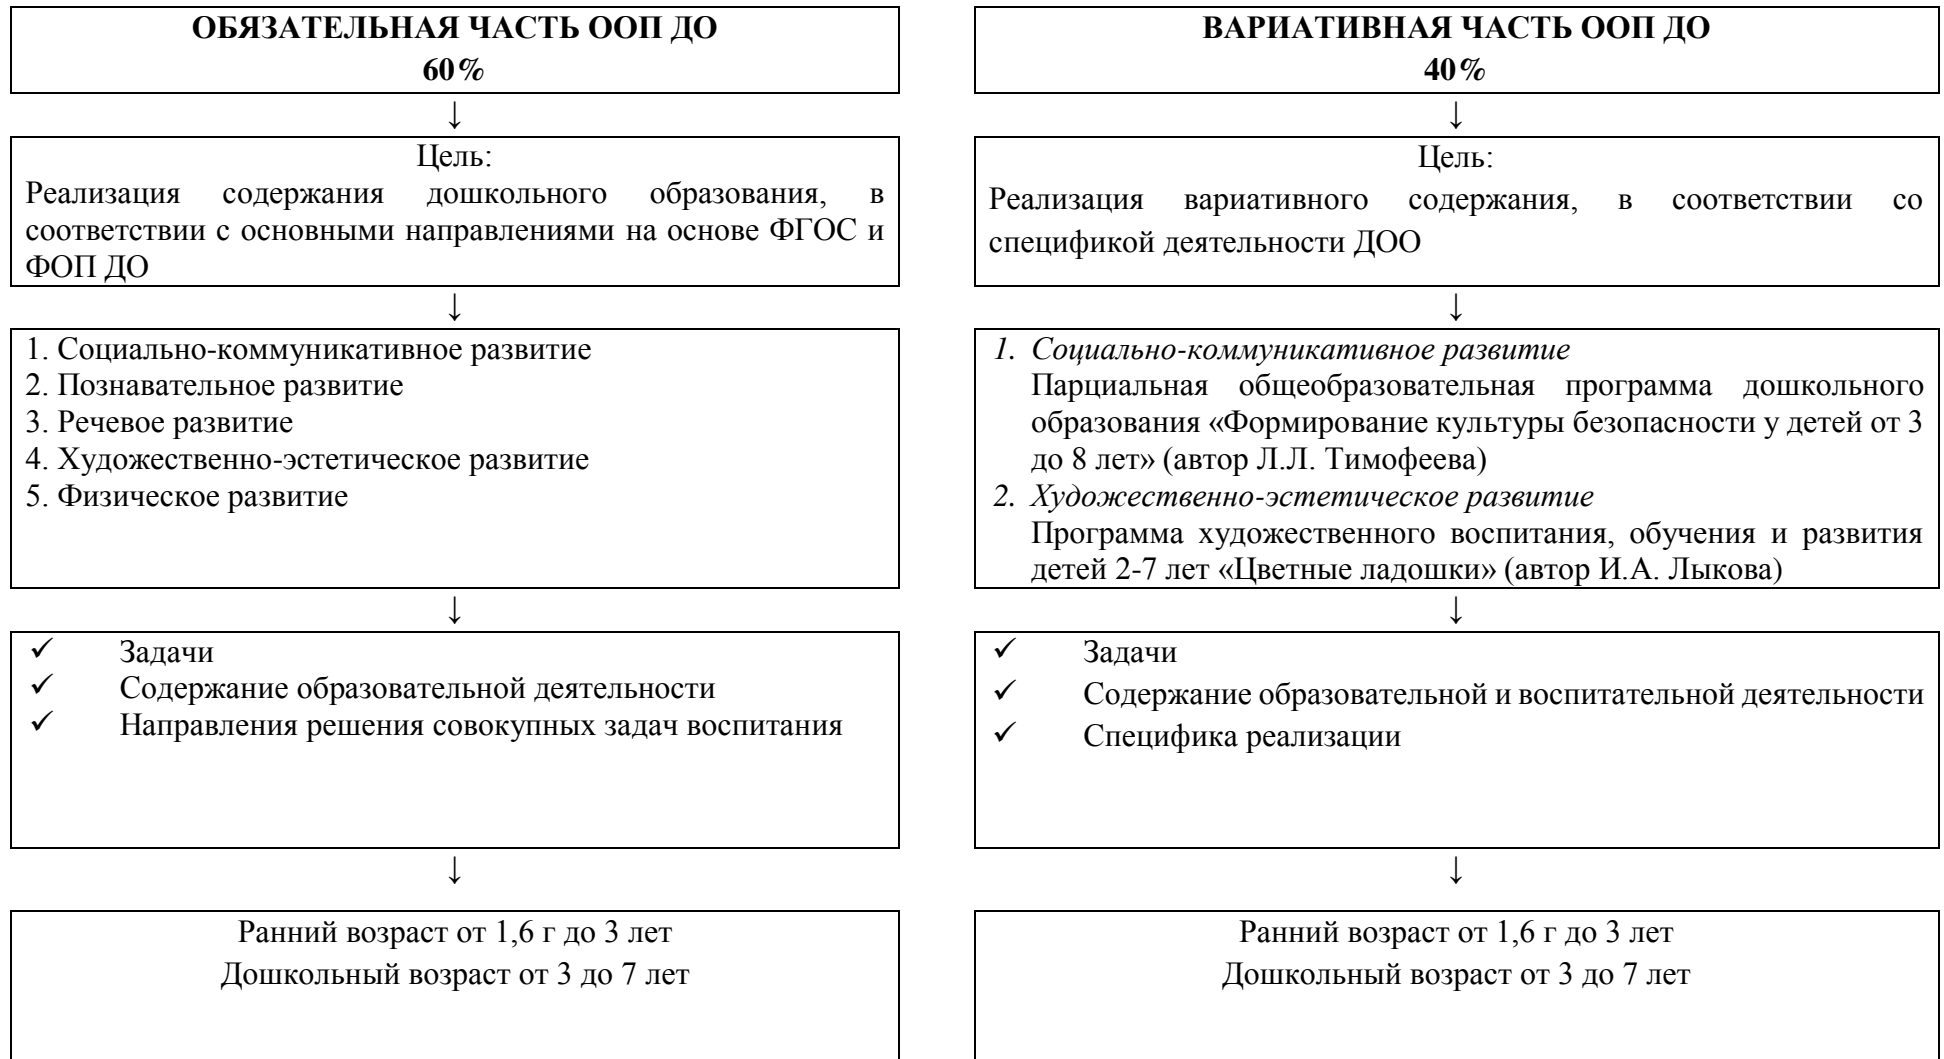 ОБЯЗАТЕЛЬНАЯ ЧАСТЬ ООП ДО
60%
↓
Цель:
Реализация содержания дошкольного образования, в
соответствии с основными направлениями на основе ФГОС и
ФОП ДО
↓
1. Социально-коммуникативное развитие
2. Познавательное развитие
3. Речевое развитие
4. Художественно-эстетическое развитие
5. Физическое развитие
↓
✓ Задачи
✓ Содержание образовательной деятельности
✓ Направления решения совокупных задач воспитания
↓
Ранний возраст от 1,6 г до 3 лет
Дошкольный возраст от 3 до 7 лет
ВАРИАТИВНАЯ ЧАСТЬ ООП ДО
40%
↓
Цель:
Реализация вариативного содержания, в соответствии со
спецификой деятельности ДОО
↓
1. Социально-коммуникативное развитие
Парциальная общеобразовательная программа дошкольного
образования «Формирование культуры безопасности у детей от 3
до 8 лет» (автор Л.Л. Тимофеева)
2. Художественно-эстетическое развитие
Программа художественного воспитания, обучения и развития
детей 2-7 лет «Цветные ладошки» (автор И.А. Лыкова)
↓
✓ Задачи
✓ Содержание образовательной и воспитательной деятельности
✓ Специфика реализации
↓
Ранний возраст от 1,6 г до 3 лет
Дошкольный возраст от 3 до 7 лет